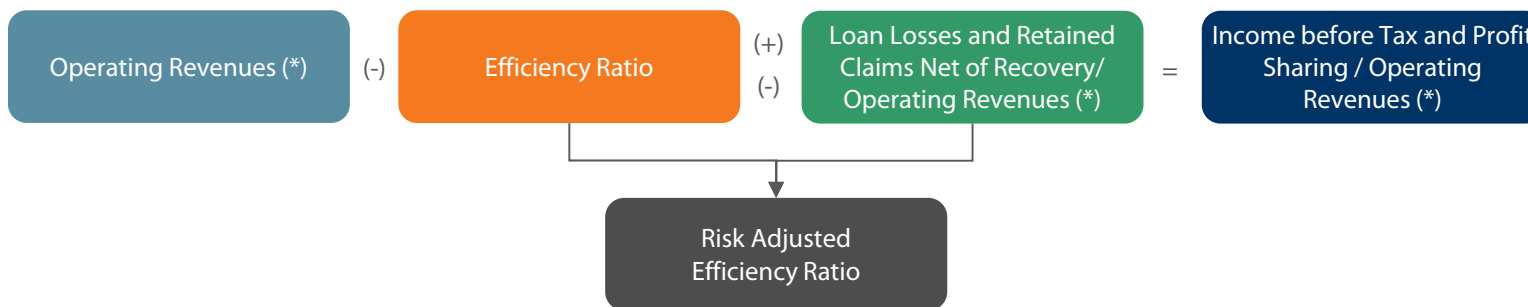 Operating Revenues (*)
(-)
Efficiency Ratio
(+)
(-)
Loan Losses and Retained
Claims Net of Recovery/
Operating Revenues (*)
=
Income before Tax and Profit
Sharing / Operating
Revenues (*)
Risk Adjusted
Efficiency Ratio